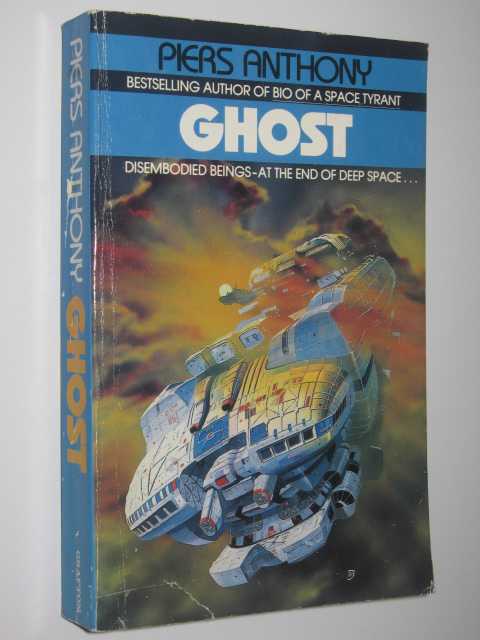 PIERS ANTHONY
BESTSELLING AUTHOR OF BIO OF A SPACE TYRANT
GHOST
DISEMBODIED BEINGS-AT THE END OF DEEP SPACE...
PIERS ANTHONY GHOST
GRAFTON